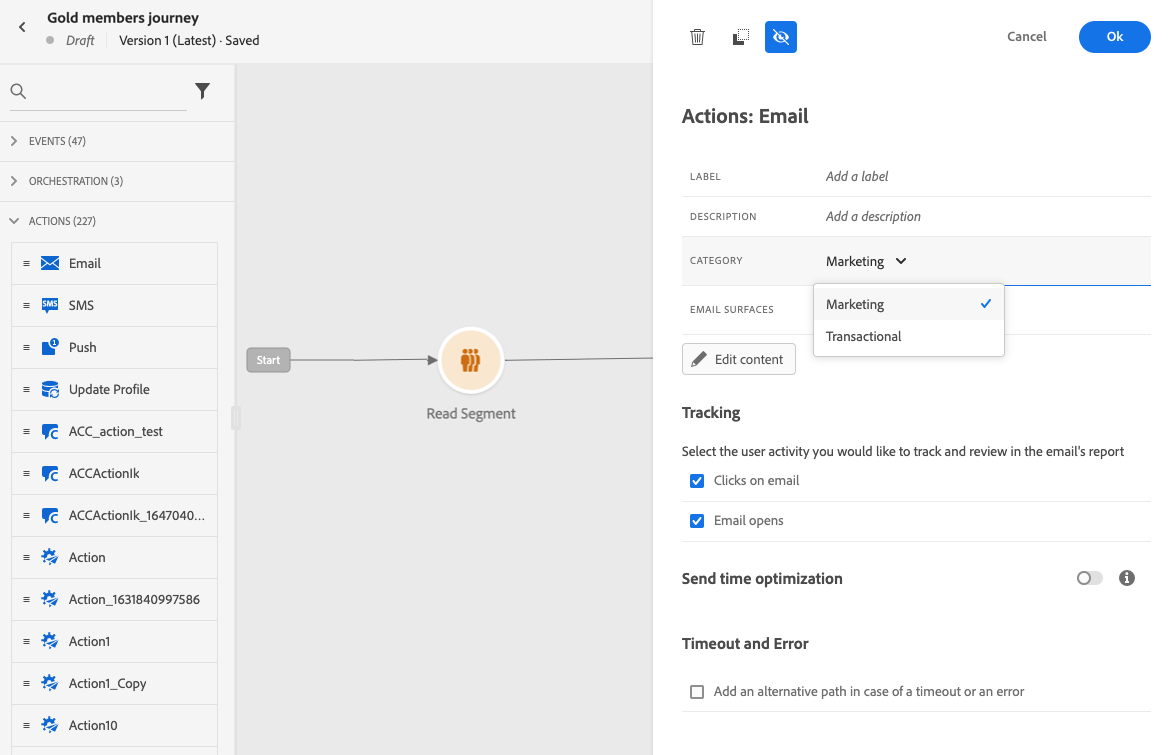 Gold members journey
Draft
Version 1 (Latest) · Saved
EVENTS (47)
ORCHESTRATION (3)
ACTIONS (227)
Email
SMS
SMS
1
Push
Update Profile
ACC_action_test
ACCActionIk
ACCActionIk_1647040...
Action
Action_1631840997586
Action1
Action1_Copy
Action10
Start
Read Segment
Cancel
Ok
Actions: Email
LABEL
Add a label
DESCRIPTION
Add a description
CATEGORY
Marketing
EMAIL SURFACES
Marketing
Transactional
Edit content
Tracking
Select the user activity you would like to track and review in the email's report
Clicks on email
Email opens
Send time optimization
Timeout and Error
Add an alternative path in case of a timeout or an error